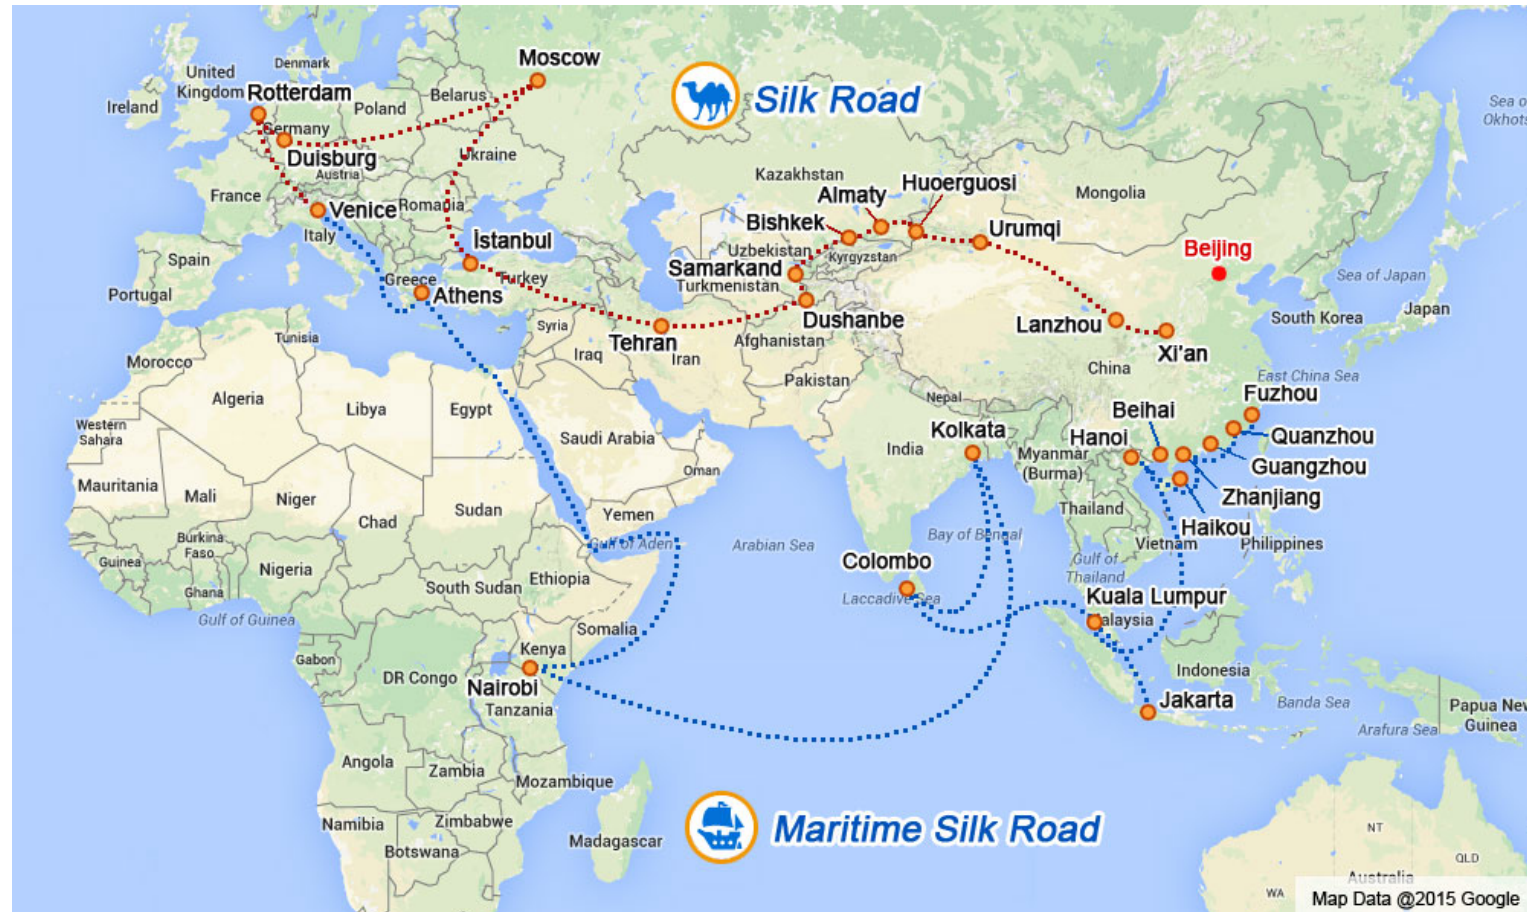 Moscow
Denmark
United
Kingdom
Rotterdam
Ireland
Belarus
Poland
Silk Road
Sea o
Okhots
Germany
Duisburg
Austria
Ukraine
France
Kazakhstan
Huoerguosi
Almaty
Mongolia
Venice
Romania
Italy
Bishkek
Urumqi
İstanbul
Uzbekistan
Kyrgyzstan
Beijing
Spain
Samarkand
Turkmenistan
Greece
Turkey
Sea of Japan
Portugal
Athens
Japan
South Korea
Dushanbe
Lanzhou
Syria
Tunisia
Tehran
Afghanistan
Xi'an
Morocco
Iraq
Iran
China
East China Sea
Pakistan
Algeria
Libya
Egypt
Nepal
Fuzhou
Beihai
Western
Sahara
Saudi Arabia
Kolkata
Hanoi
Quanzhou
India
Myanmar
(Burma)
Guangzhou
Oman
Mauritania
Mali
Niger
Zhanjiang
Sudan
Yemen
Thailand
Chad
Haikou
Burkina
Faso
Gulf of Aden
Arabian Sea
Bay of Bengal
Vietnam
Philippines
Guinea
Nigeria
Colombo
Gulf of
Thailand
Ethiopia
South Sudan
Ghana
Laccadive Sea
Kuala Lumpur
Malaysia
Gulf of Guinea
Somalia
Kenya
Gabon
DR Congo
Indonesia
Nairobi
Tanzania
Jakarta
Banda Sea
Papua New
Guinea
Arafura Sea
Angola
Zambia
Mozambique
Namibia
Zimbabwe
Maritime Silk Road
NT
Madagascar
Botswana
QLD
Australia
WA
Map Data @2015 Google